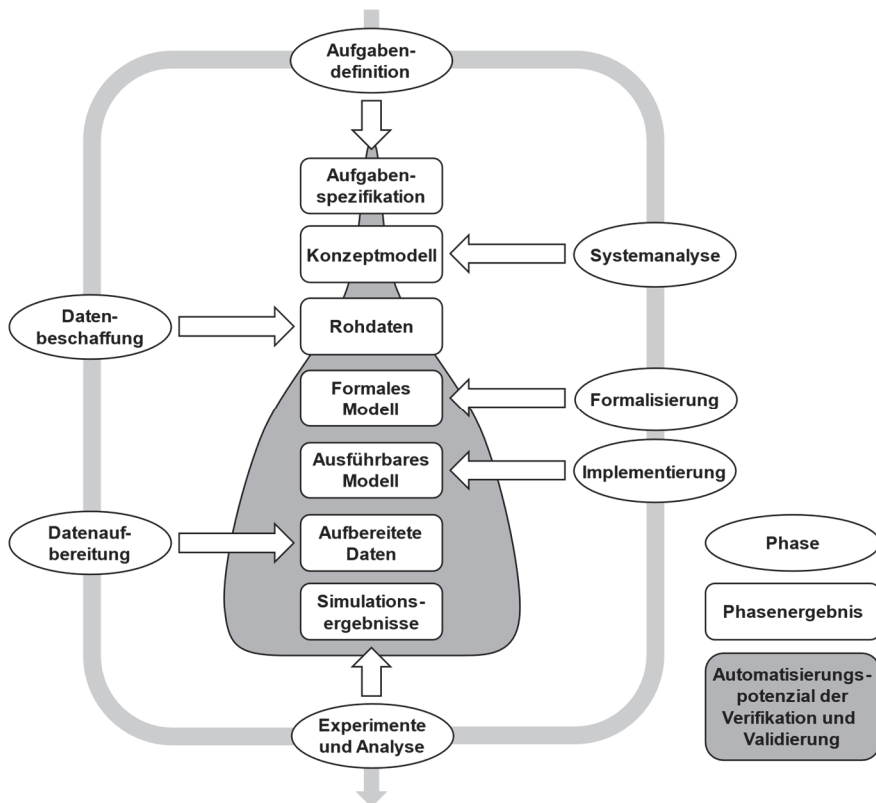 Aufgaben-
definition
Aufgaben-
spezifikation
Konzeptmodell
Systemanalyse
Daten-
beschaffung
Rohdaten
Formales
Modell
Formalisierung
Ausführbares
Modell
Implementierung
Datenauf-
bereitung
Aufbereitete
Daten
Simulations-
ergebnisse
Experimente
und Analyse
Phase
Phasenergebnis
Automatisierungs-
potenzial der
Verifikation und
Validierung